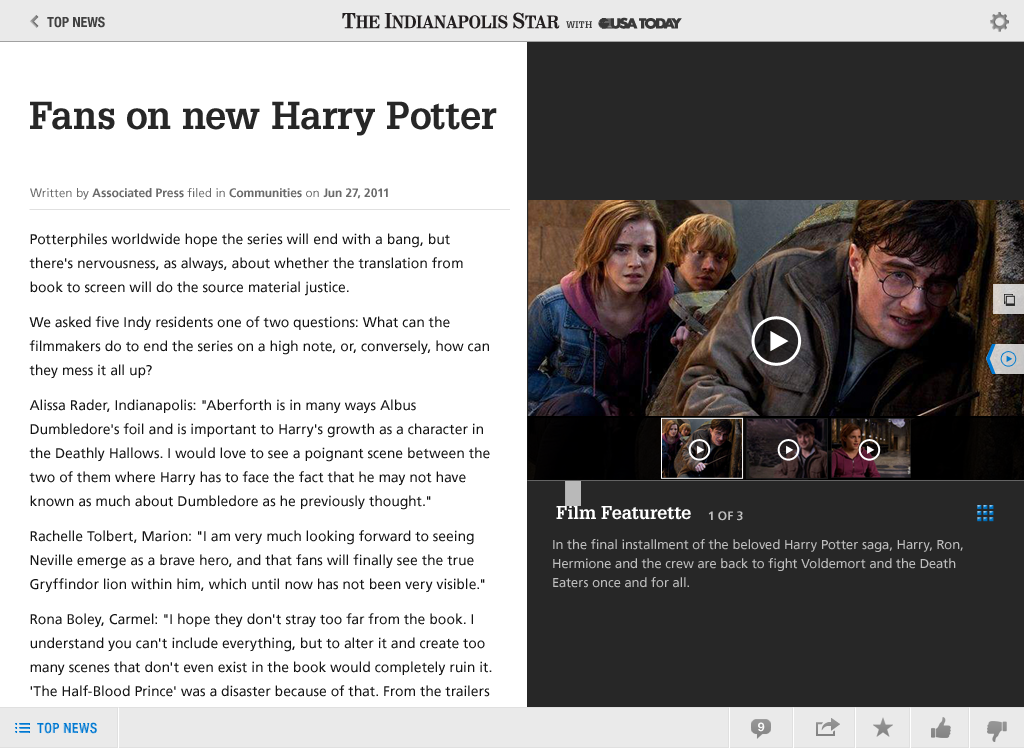 TOP NEWS
THE INDIANAPOLIS STAR WITH USA TODAY
Fans on new Harry Potter
Written by Associated Press filed in Communities on Jun 27, 2011
Potterphiles worldwide hope the series will end with a bang, but
there's nervousness, as always, about whether the translation from
book to screen will do the source material justice.
We asked five Indy residents one of two questions: What can the
filmmakers do to end the series on a high note, or, conversely, how can
they mess it all up?
Alissa Rader, Indianapolis: "Aberforth is in many ways Albus
Dumbledore's foil and is important to Harry's growth as a character in
the Deathly Hallows. I would love to see a poignant scene between the
two of them where Harry has to face the fact that he may not have
known as much about Dumbledore as he previously thought."
Rachelle Tolbert, Marion: "I am very much looking forward to seeing
Neville emerge as a brave hero, and that fans will finally see the true
Gryffindor lion within him, which until now has not been very visible."
Rona Boley, Carmel: "I hope they don't stray too far from the book. I
understand you can't include everything, but to alter it and create too
many scenes that don't even exist in the book would completely ruin it.
'The Half-Blood Prince' was a disaster because of that. From the trailers
Film Featurette 1 OF 3
In the final installment of the beloved Harry Potter saga, Harry, Ron,
Hermione and the crew are back to fight Voldemort and the Death
Eaters once and for all.
TOP NEWS
9